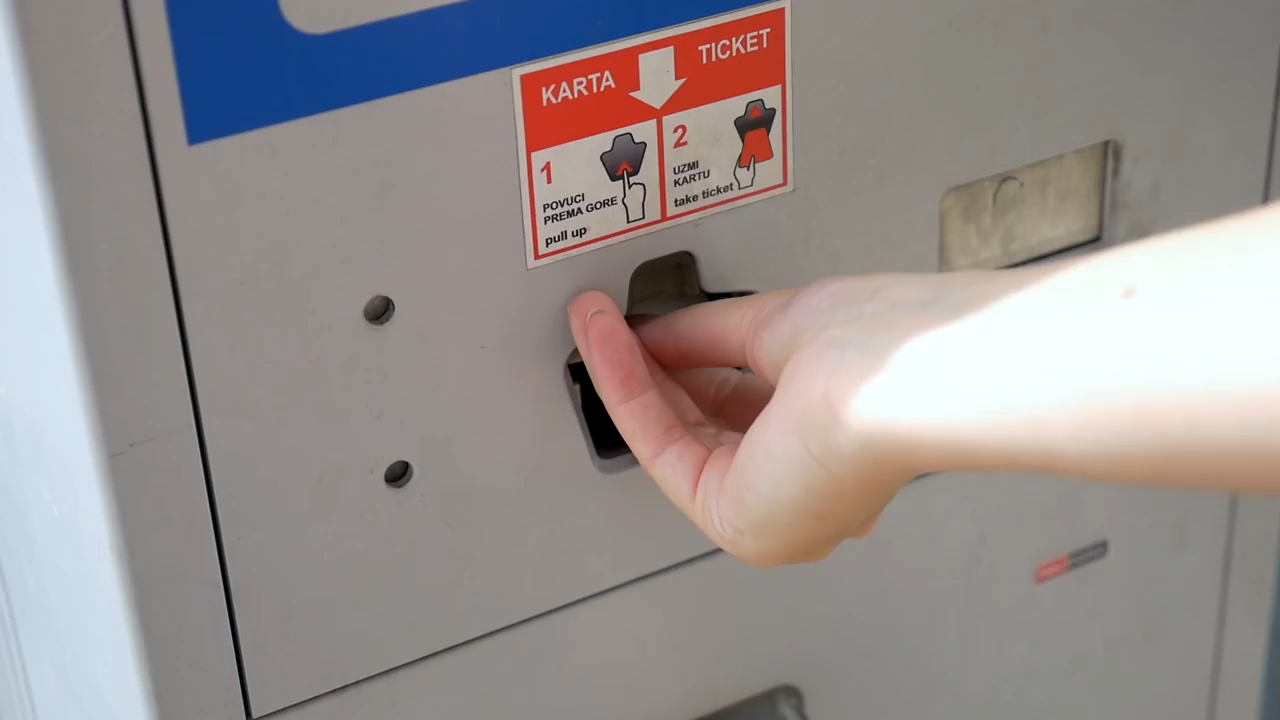 KARTA
TICKET
1
POVUCI
PREMA GORE
pull up
2
UZMI
KARTU
take ticket